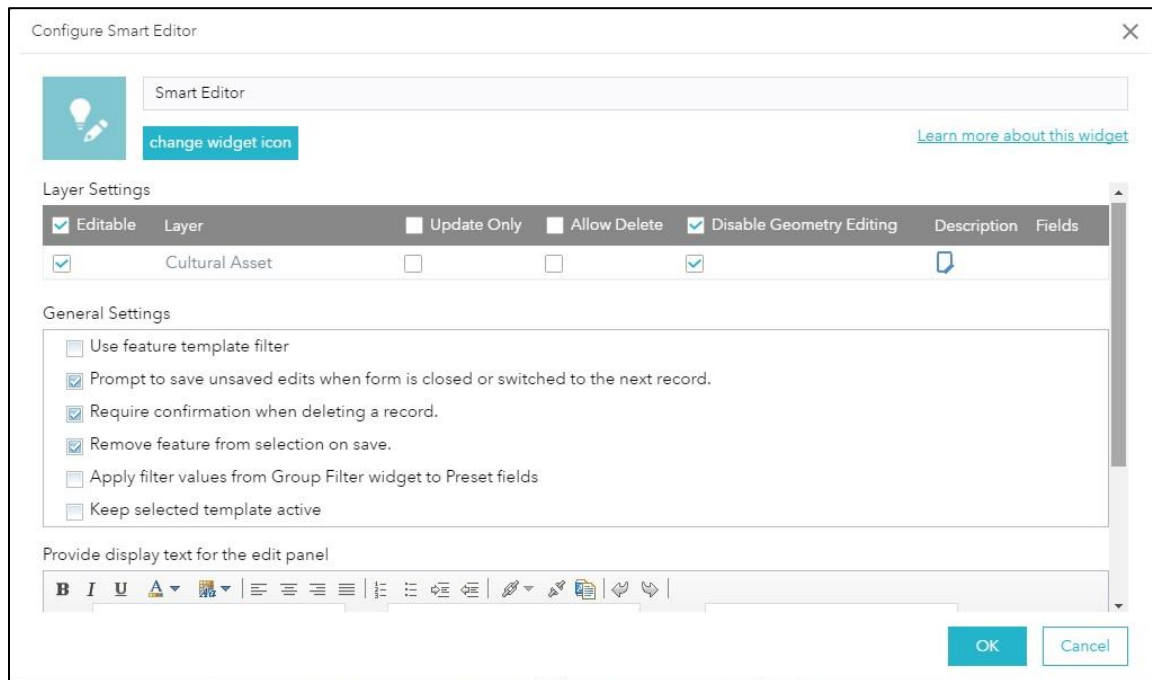 Configure Smart Editor
Smart Editor
change widget icon
Learn more about this widget
Layer Settings
Editable Layer Update Only Allow Delete Disable Geometry Editing Description Fields
Cultural Asset
General Settings
Use feature template filter
Prompt to save unsaved edits when form is closed or switched to the next record.
Require confirmation when deleting a record.
Remove feature from selection on save.
Apply filter values from Group Filter widget to Preset fields
Keep selected template active
Provide display text for the edit panel
B I U A
OK Cancel